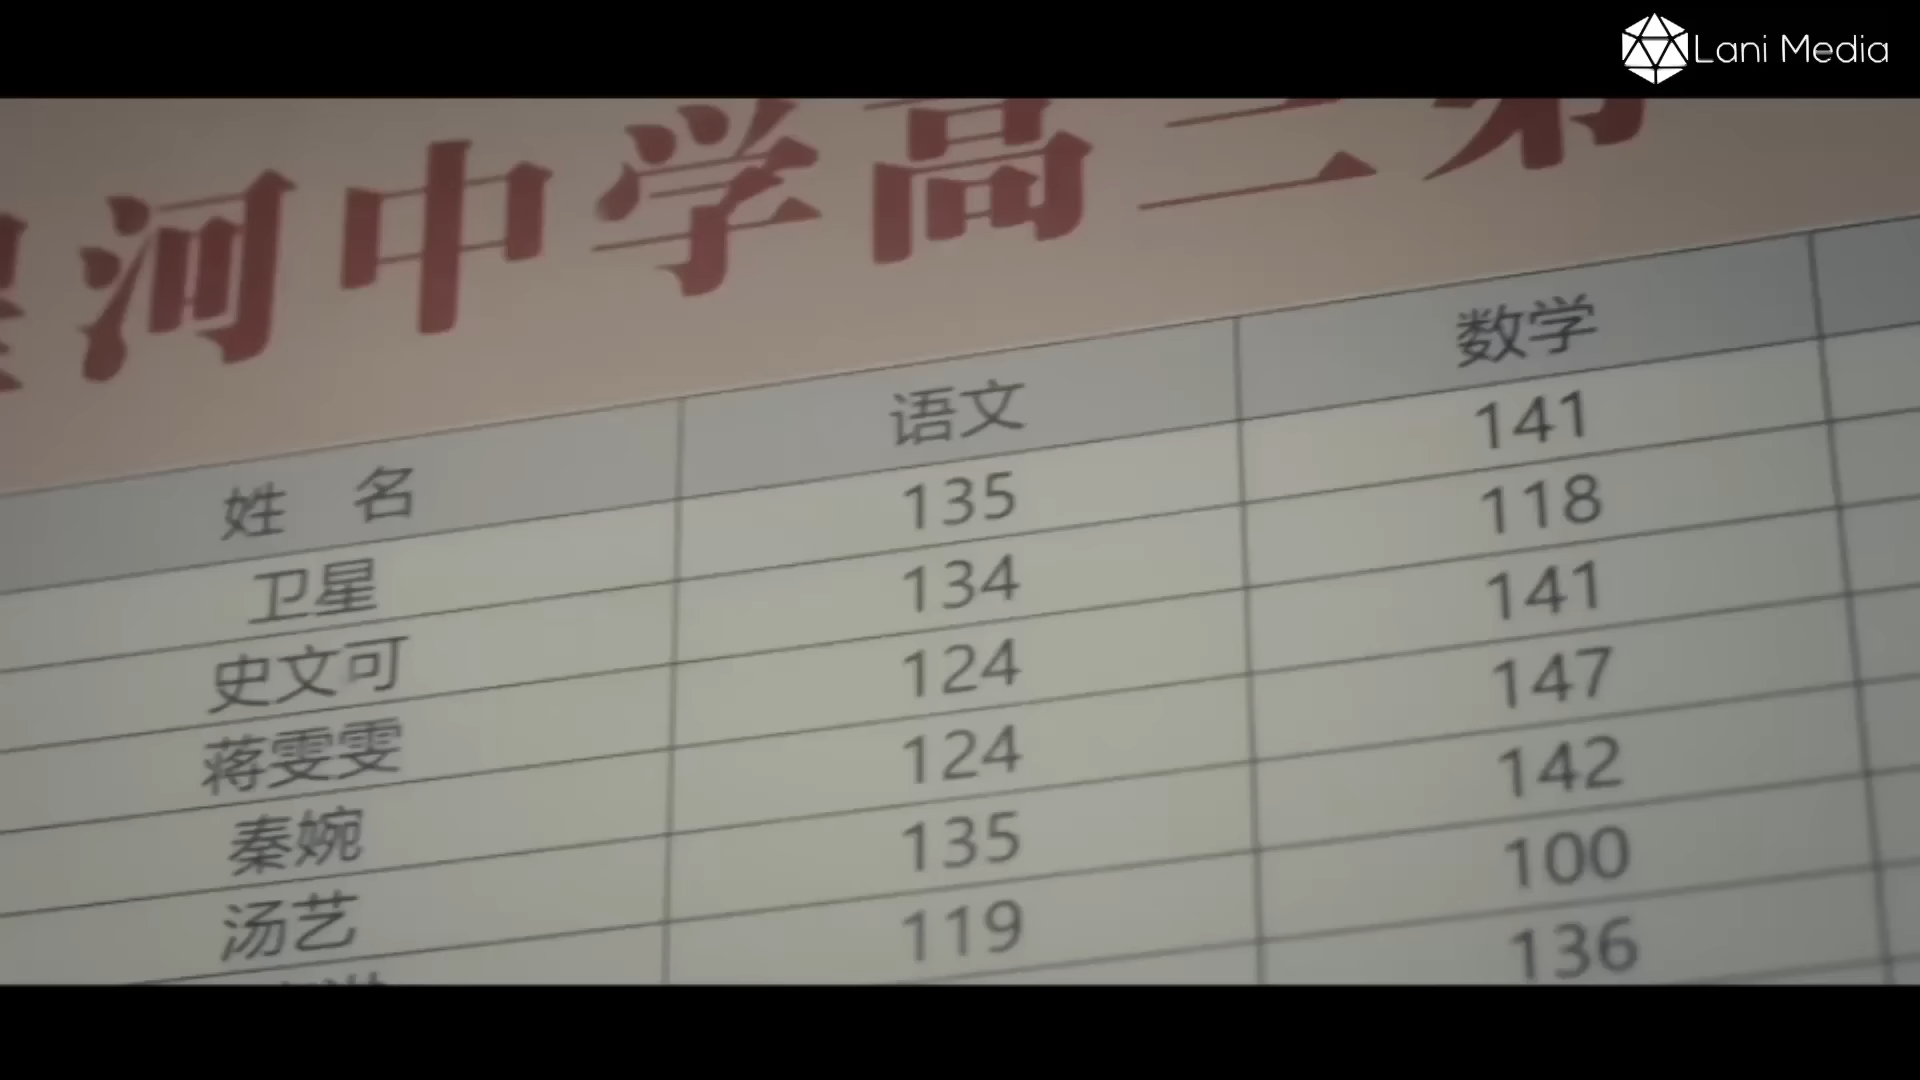 Lani Media
河中学高三
姓 名 语文 数学
卫星 135 141
史文可 134 118
蒋雯雯 124 141
秦婉 124 147
汤艺 135 142
119 100
136